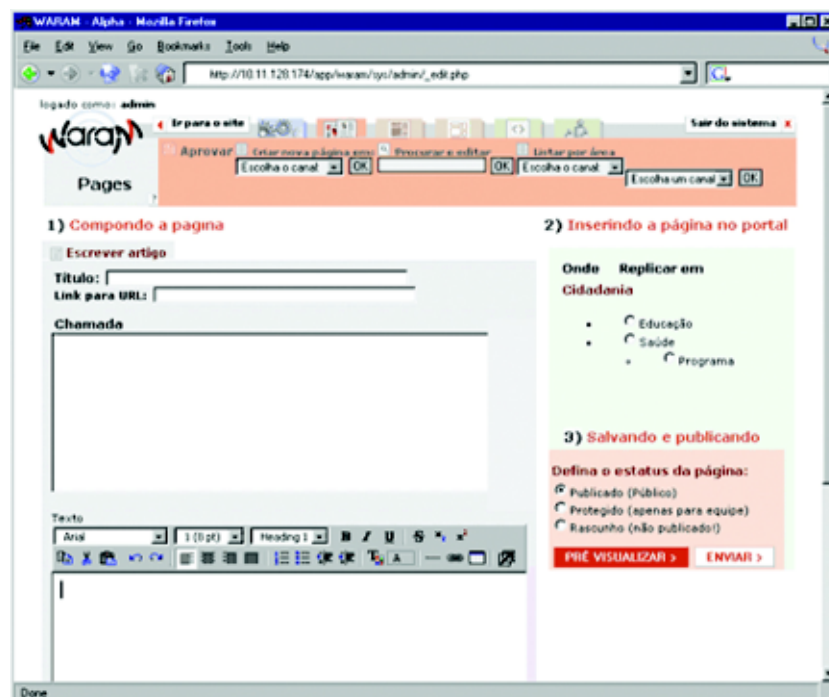 WARAM - Alpha - Mozilla Firefox
File Edit View Go Bookmarks Tools Help
http://10.11.128.174/app/waram/sys/admin/_edit.php
G
logado como: admin
Ir para o site
Sair do sistema x
Waram
Pages
?
Aprovar Criar nova página em: Procurar e editar Listar por área
Escolha o canal OK OK Escolha o canal
Escolha um canal OK
1) Compondo a pagina
2) Inserindo a página no portal
Escrever artigo
Título:
Link para URL:
Chamada
Onde Replicar em
Cidadania
Educação
Saúde
Programa
3) Salvando e publicando
Defina o estatus da página:
Publicado (Público)
Protegido (apenas para equipe)
Rascunho (não publicado!)
PRÉ VISUALIZAR > ENVIAR >
Texto
Arial 1 (8 pt) Heading 1 B I U S
Done